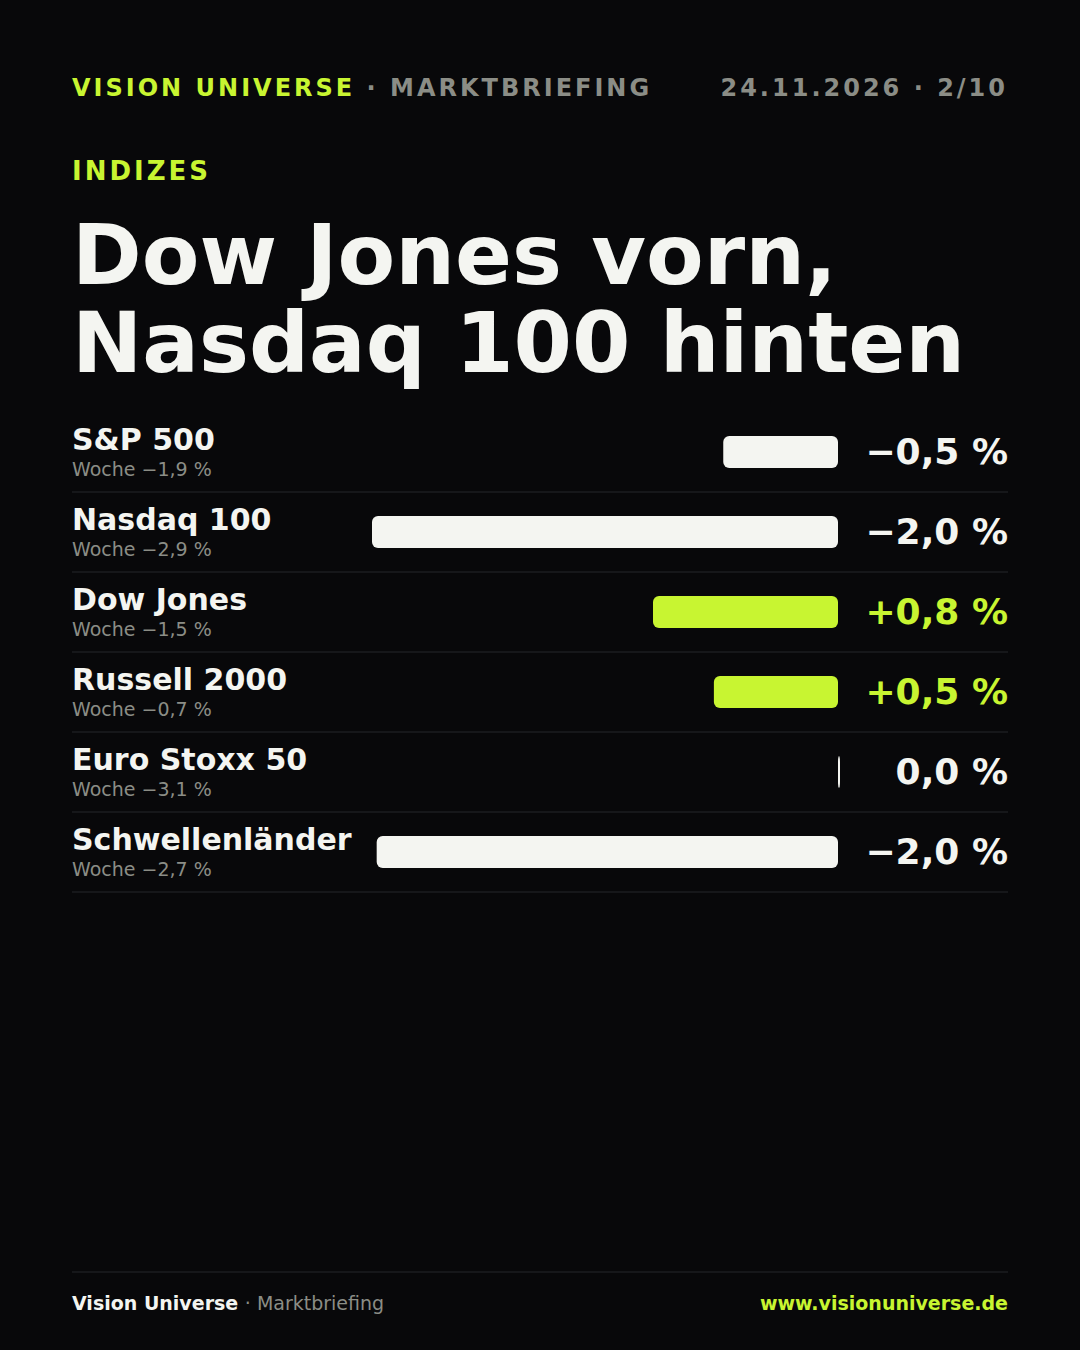 VISION UNIVERSE · MARKTBRIEFING 24.11.2026 · 2/10
INDIZES
Dow Jones vorn,
Nasdaq 100 hinten
S&P 500 −0,5 %
Woche −1,9 %
Nasdaq 100 −2,0 %
Woche −2,9 %
Dow Jones +0,8 %
Woche −1,5 %
Russell 2000 +0,5 %
Woche −0,7 %
Euro Stoxx 50 0,0 %
Woche −3,1 %
Schwellenländer −2,0 %
Woche −2,7 %
Vision Universe · Marktbriefing www.visionuniverse.de